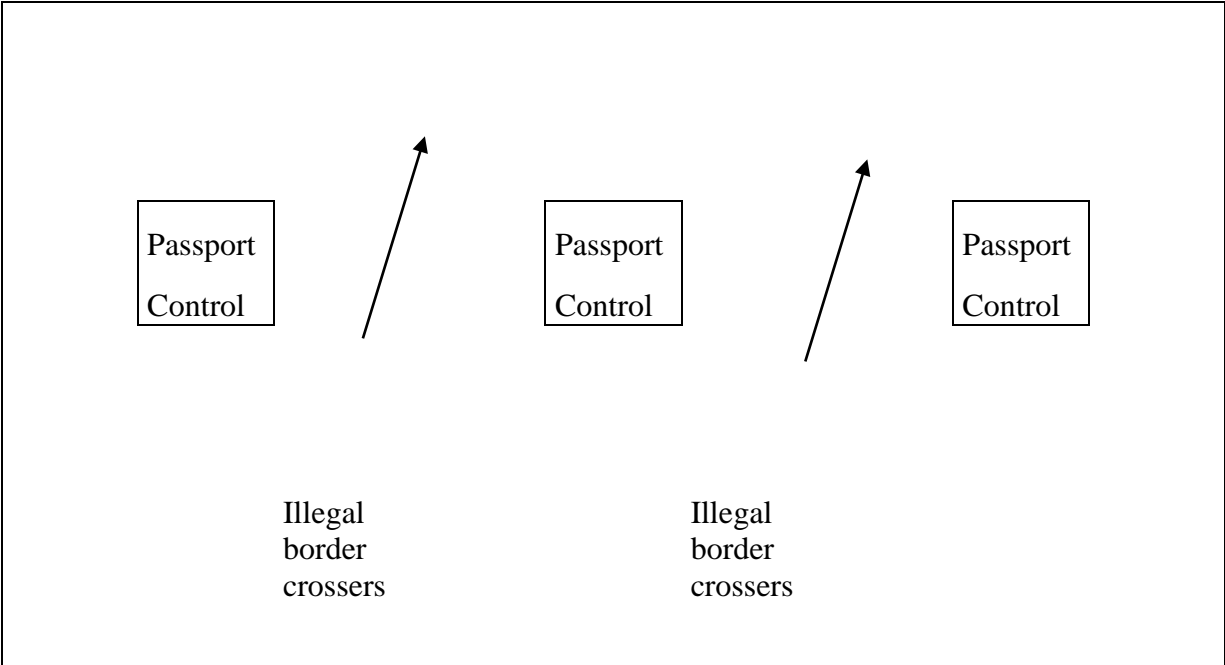 Passport
Control
Passport
Control
Passport
Control
Illegal
border
crossers
Illegal
border
crossers